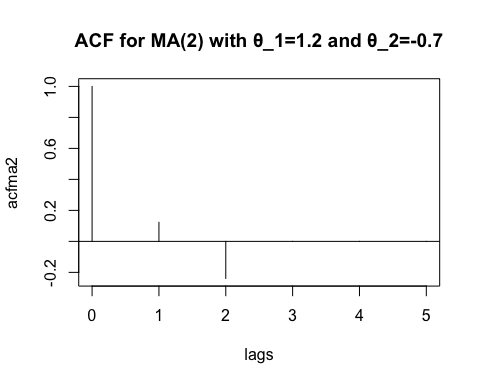 ACF for MA(2) with θ_1=1.2 and θ_2=-0.7
acfma2
1.0
0.6
0.2
-0.2
0 1 2 3 4 5
lags